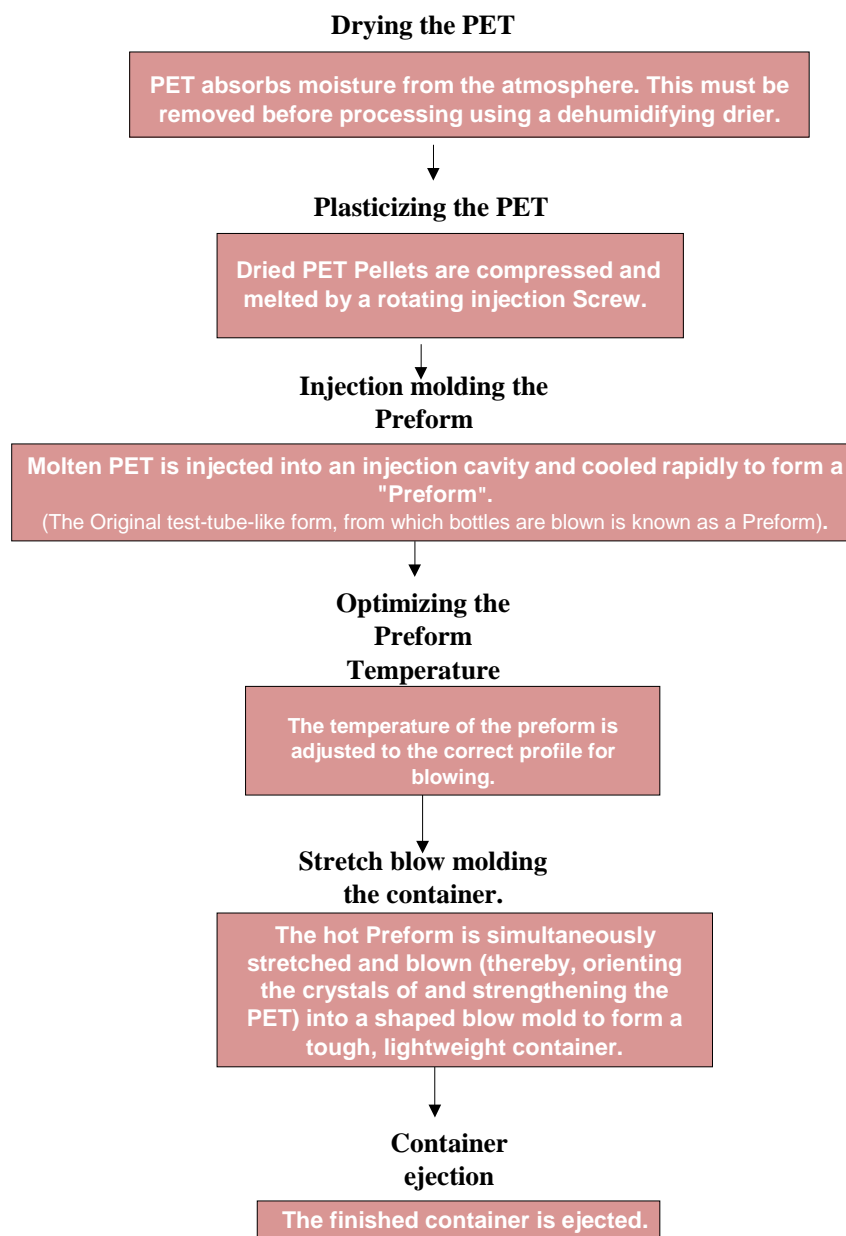 Drying the PET
PET absorbs moisture from the atmosphere. This must be
removed before processing using a dehumidifying drier.
Plasticizing the PET
Dried PET Pellets are compressed and
melted by a rotating injection Screw.
Injection molding the
Preform
Molten PET is injected into an injection cavity and cooled rapidly to form a
"Preform".
(The Original test-tube-like form, from which bottles are blown is known as a Preform).
Optimizing the
Preform
Temperature
The temperature of the preform is
adjusted to the correct profile for
blowing.
Stretch blow molding
the container.
The hot Preform is simultaneously
stretched and blown (thereby, orienting
the crystals of and strengthening the
PET) into a shaped blow mold to form a
tough, lightweight container.
Container
ejection
The finished container is ejected.